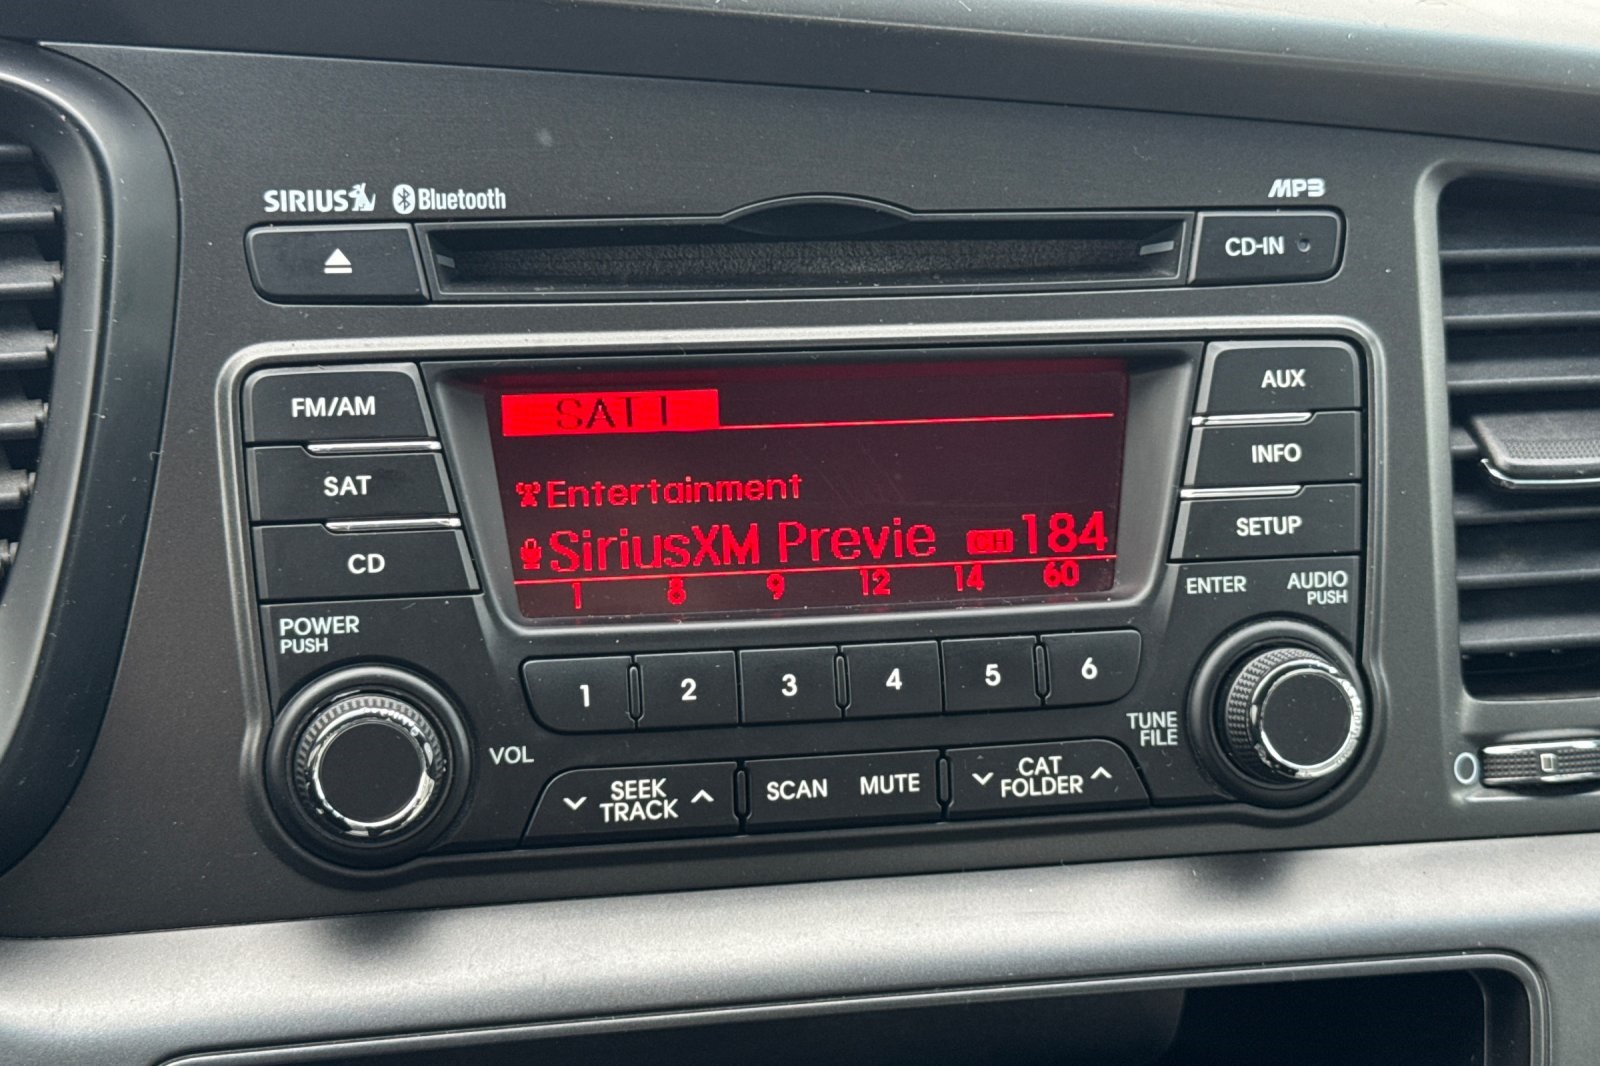 SIRIUS Bluetooth MP3
CD-IN
FM/AM
SAT
CD
AUX
INFO
SETUP
SAT 1
Entertainment
SiriusXM Previe CH 184
1 8 9 12 14 60
POWER
PUSH
VOL
ENTER
AUDIO
PUSH
TUNE
FILE
1 2 3 4 5 6
SEEK
TRACK
SCAN MUTE
CAT
FOLDER